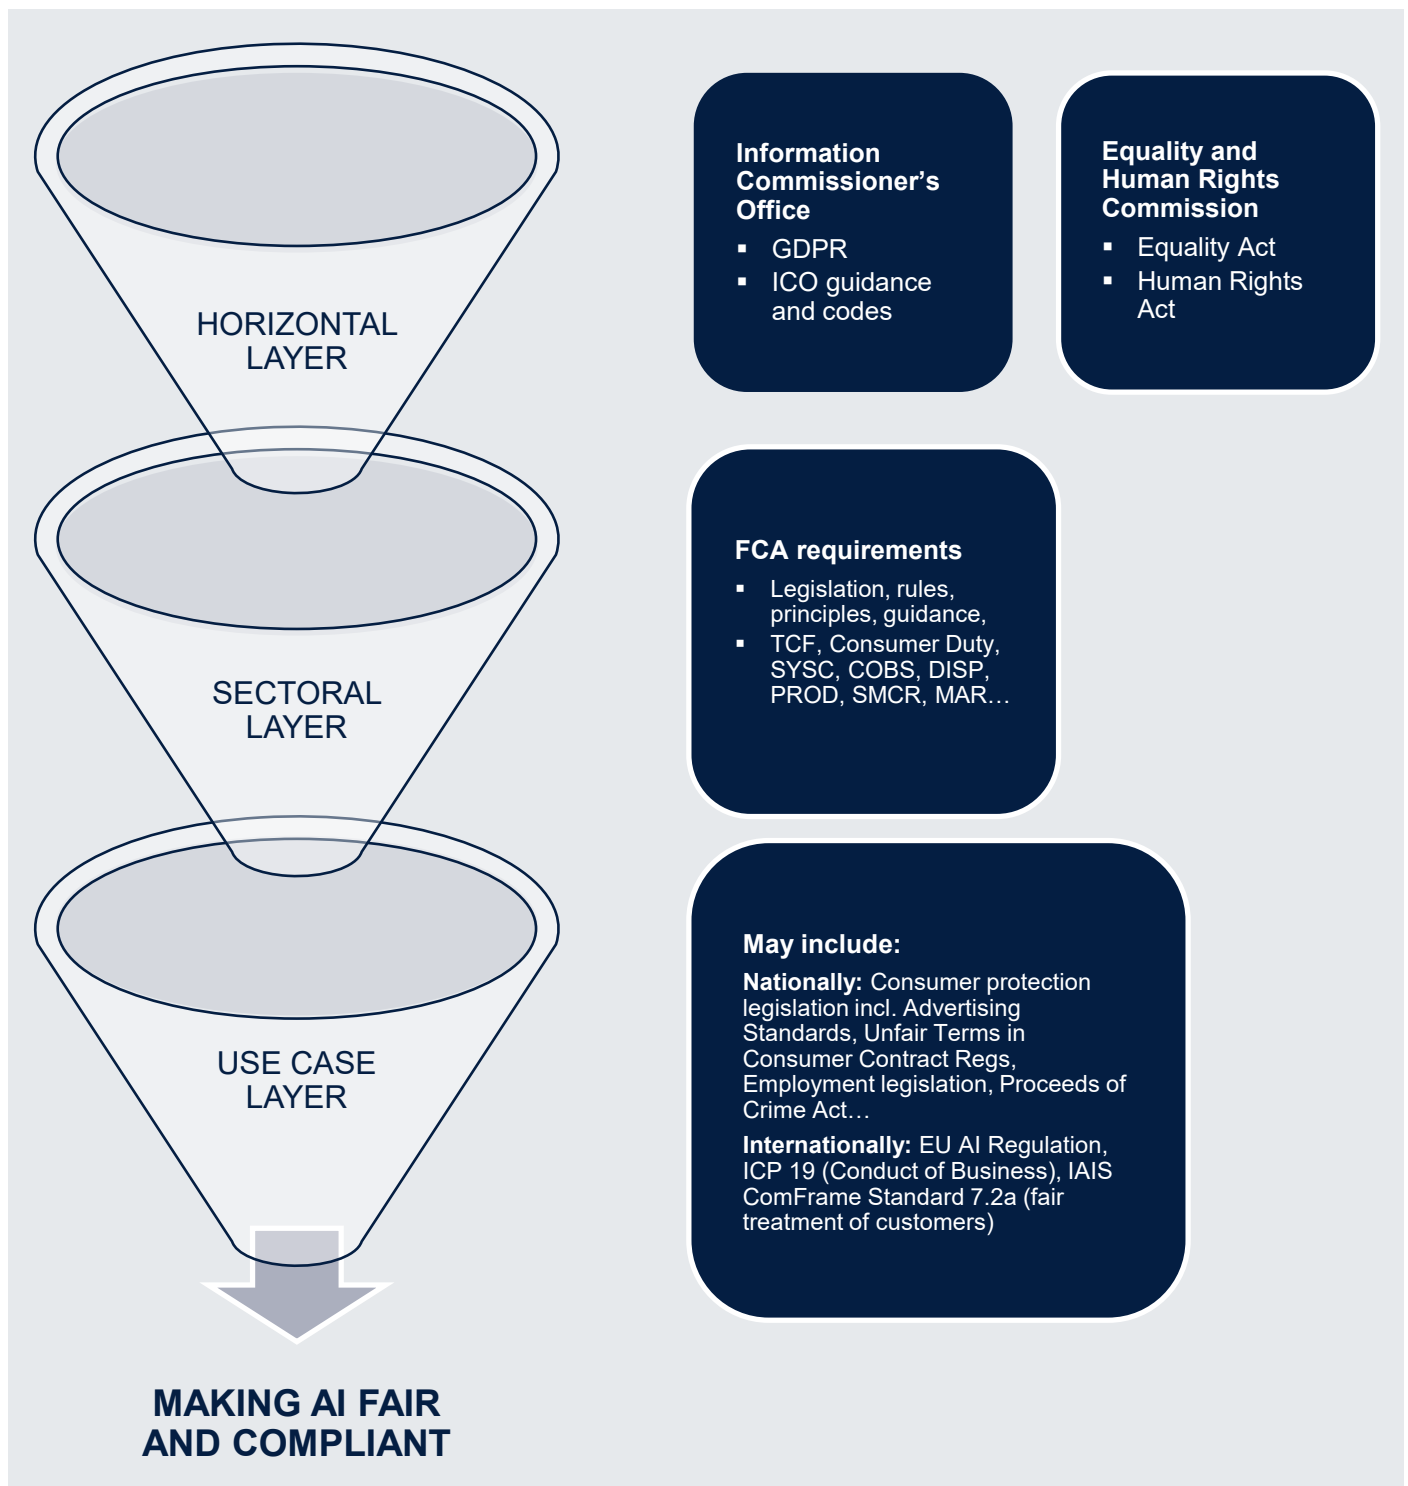 HORIZONTAL
LAYER
Information
Commissioner’s
Office
▪ GDPR
▪ ICO guidance
and codes
Equality and
Human Rights
Commission
▪ Equality Act
▪ Human Rights
Act
SECTORAL
LAYER
FCA requirements
▪ Legislation, rules,
principles, guidance,
▪ TCF, Consumer Duty,
SYSC, COBS, DISP,
PROD, SMCR, MAR…
USE CASE
LAYER
May include:
Nationally: Consumer protection
legislation incl. Advertising
Standards, Unfair Terms in
Consumer Contract Regs,
Employment legislation, Proceeds of
Crime Act…
Internationally: EU AI Regulation,
ICP 19 (Conduct of Business), IAIS
ComFrame Standard 7.2a (fair
treatment of customers)
MAKING AI FAIR
AND COMPLIANT